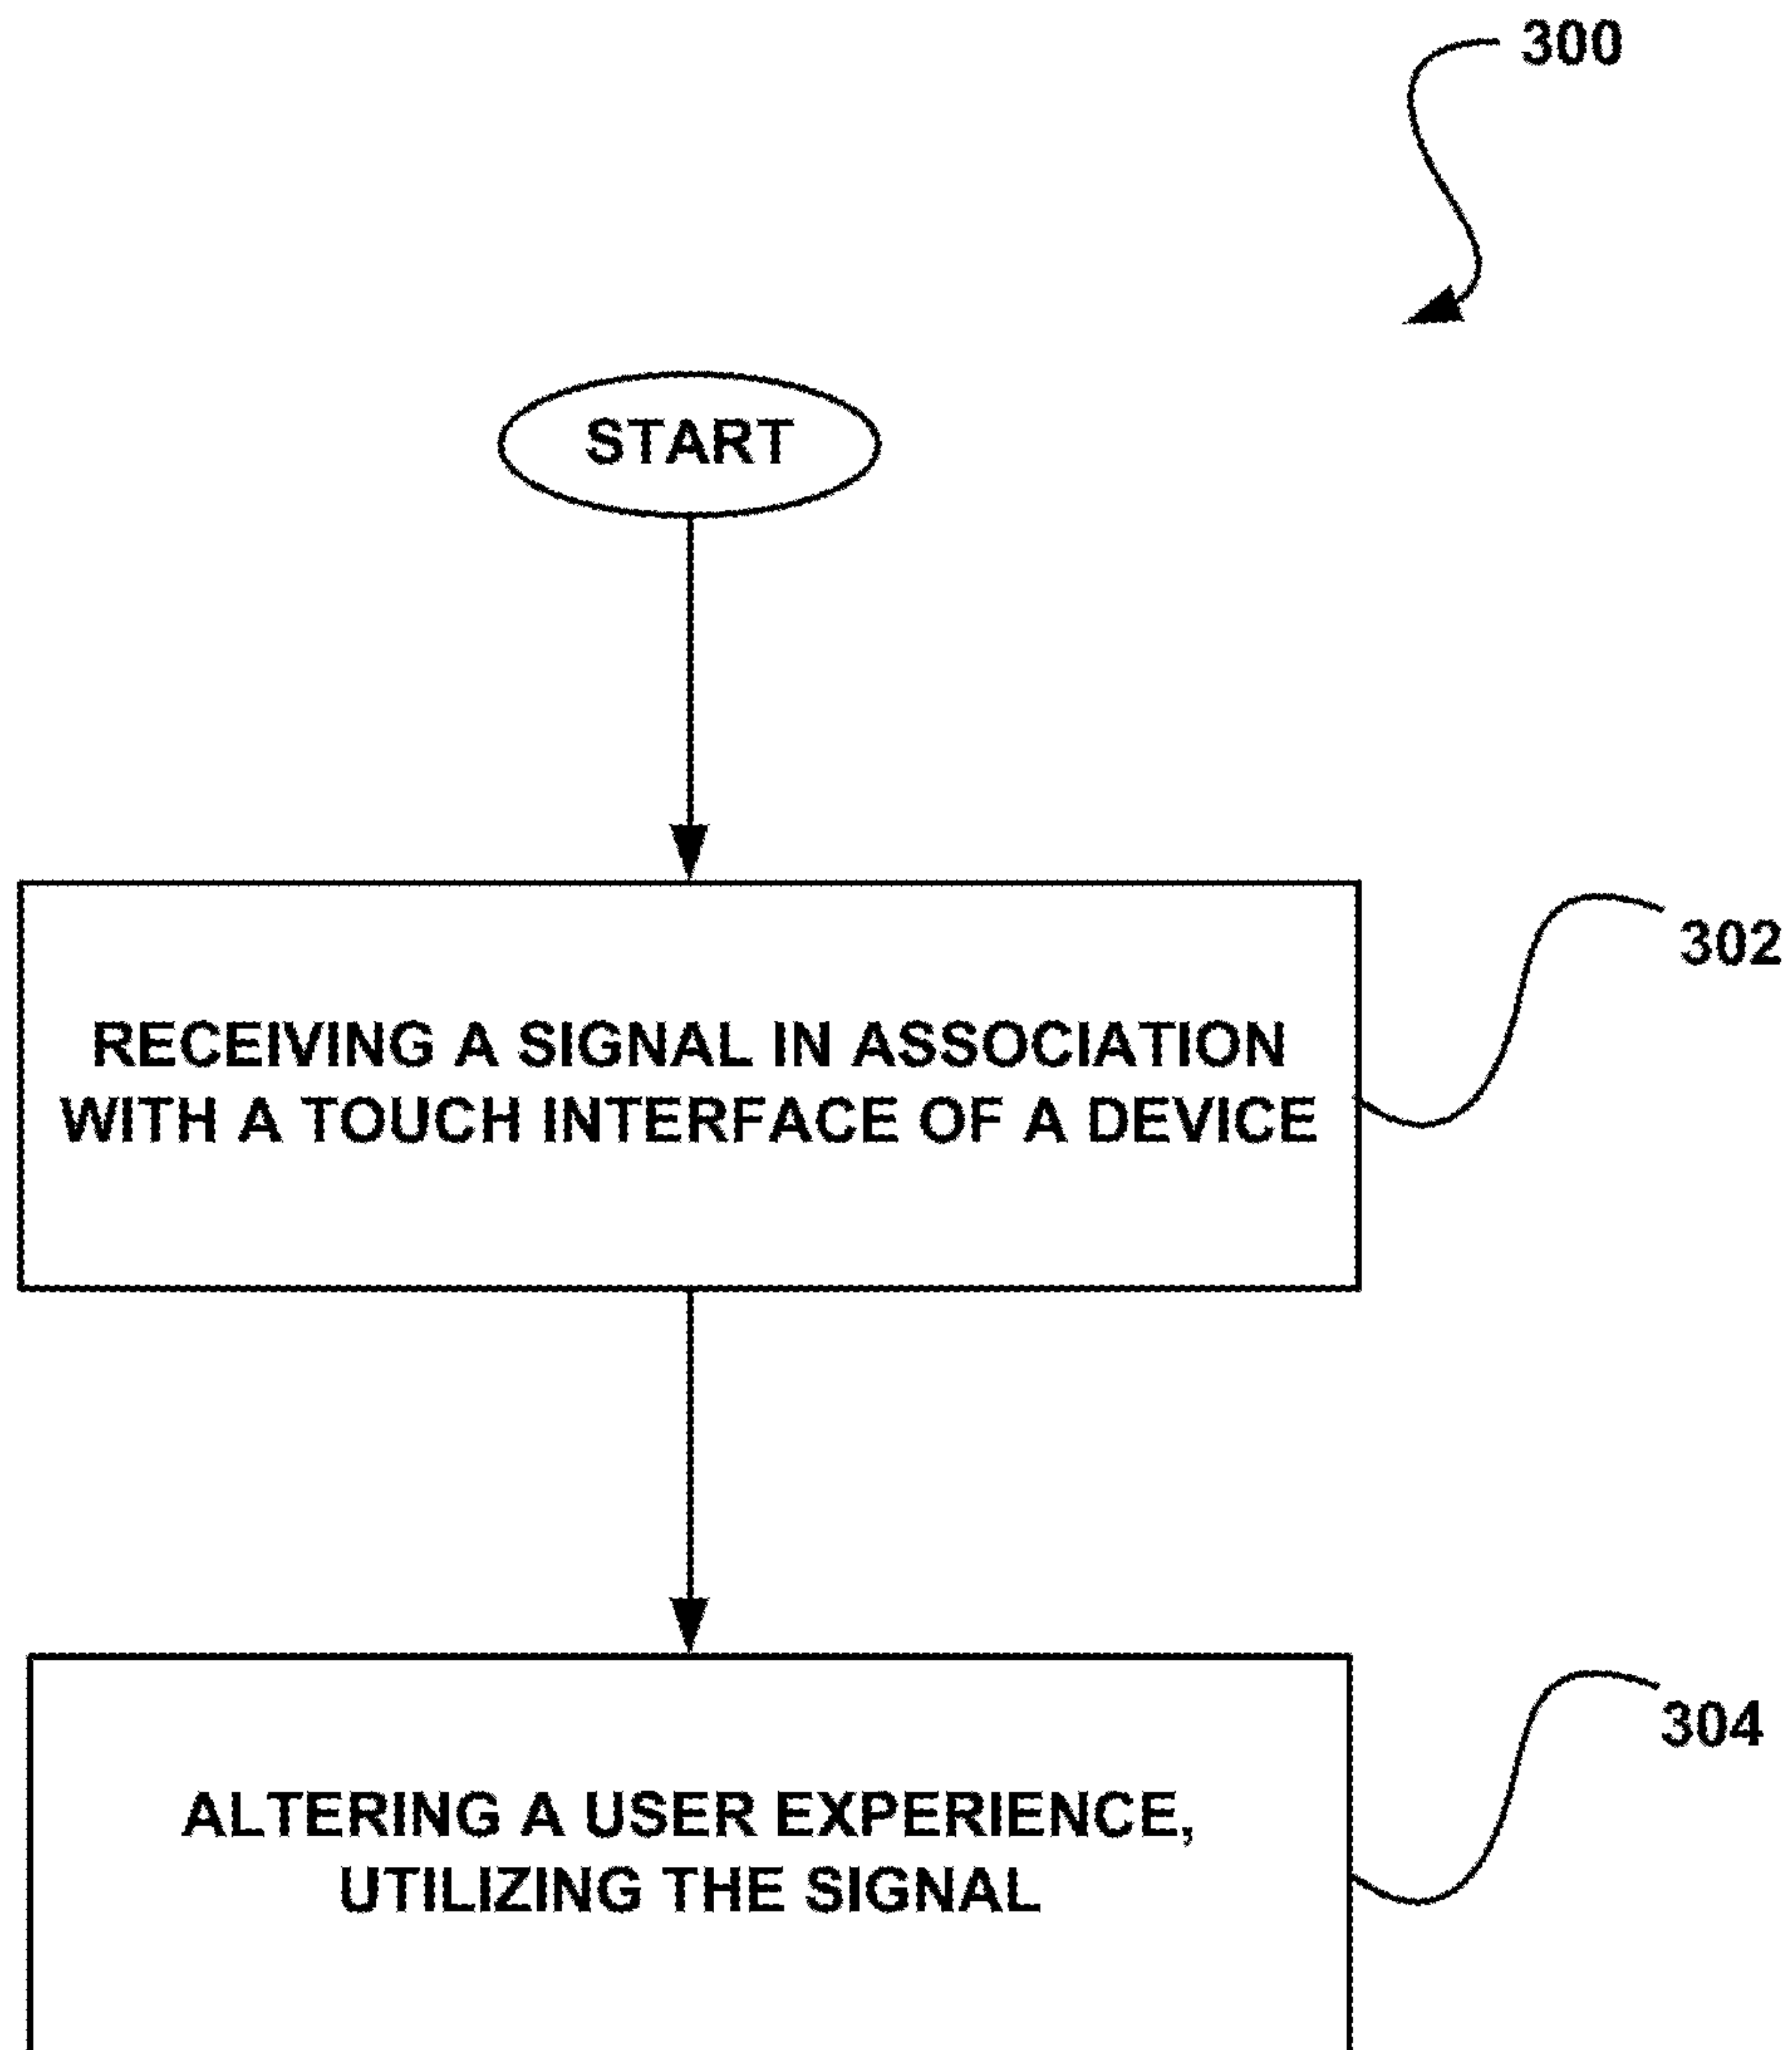 300
START
302
RECEIVING A SIGNAL IN ASSOCIATION
WITH A TOUCH INTERFACE OF A DEVICE
304
ALTERING A USER EXPERIENCE,
UTILIZING THE SIGNAL